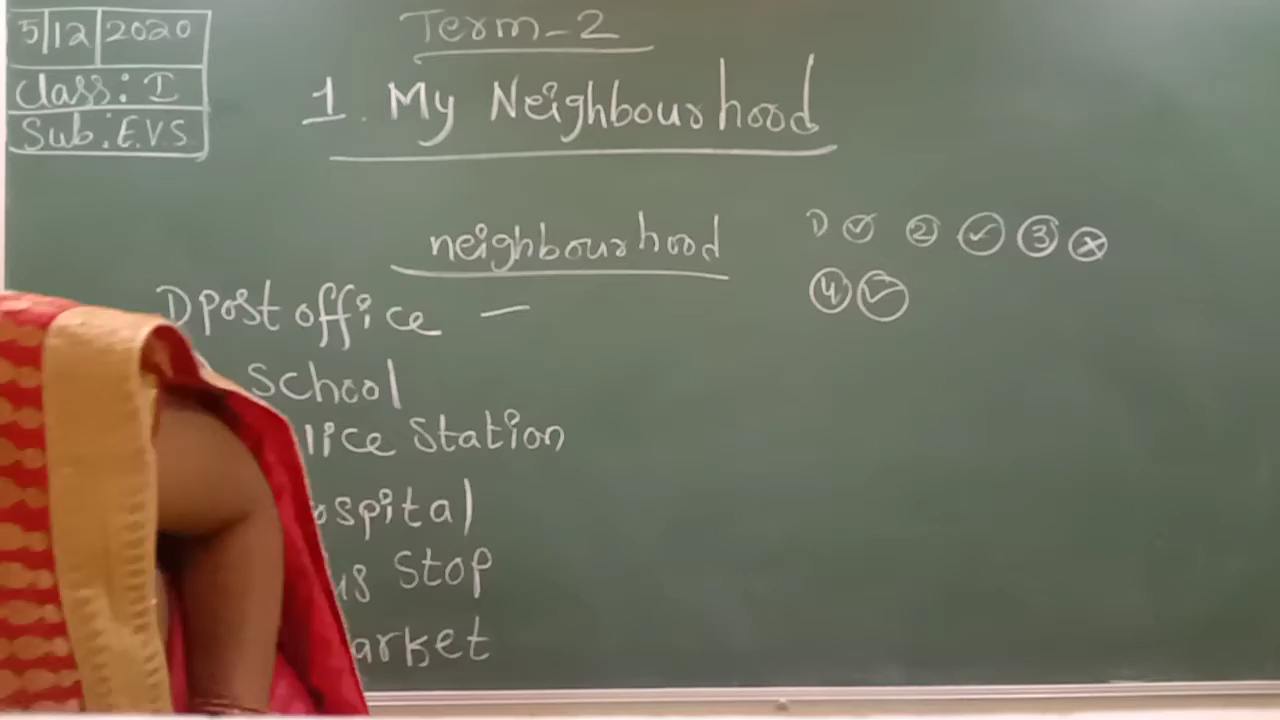 5/12/2020
Class: I
Sub: E.V.S
Term-2
1. My Neighbourhood
neighbourhood
1) Post office —
School
lice Station
ospital
us Stop
arket
1) ✓ 2 ✓ 3 ✗
4 ✓